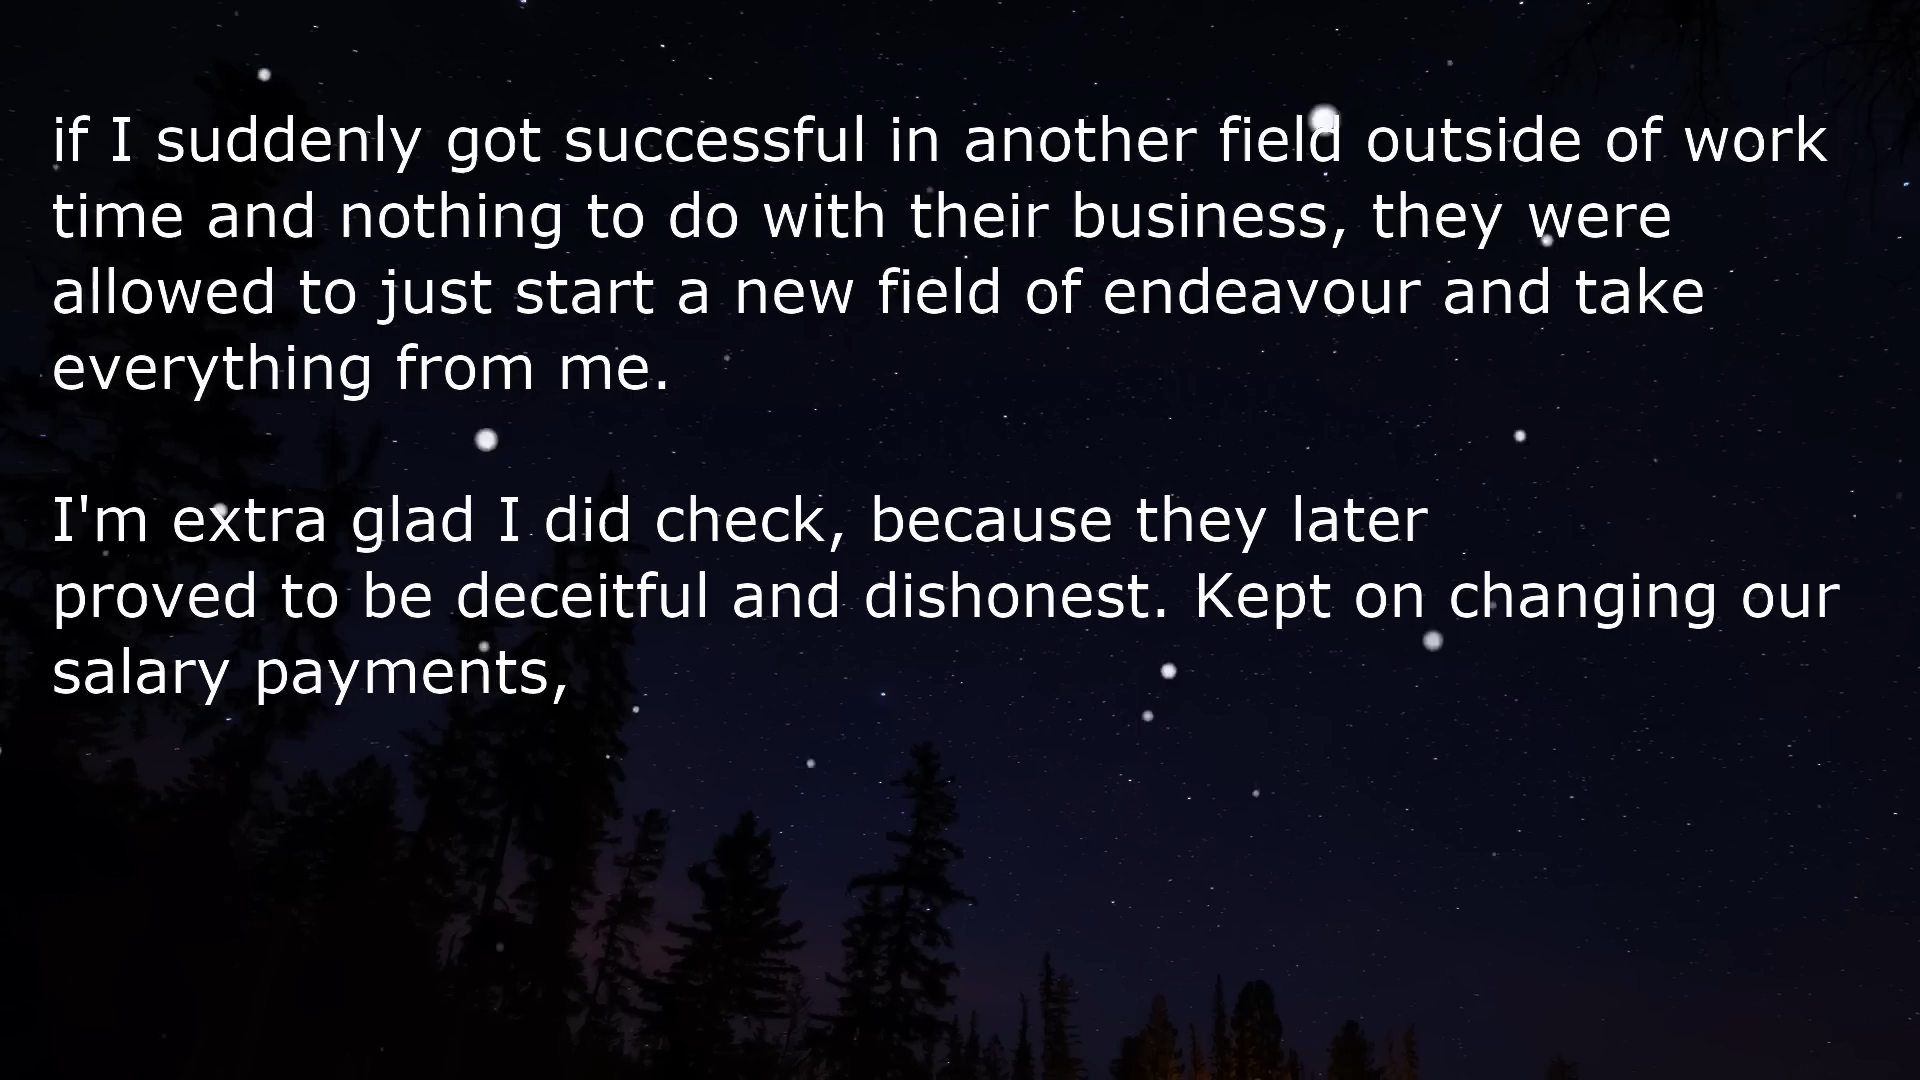 if I suddenly got successful in another field outside of work
time and nothing to do with their business, they were
allowed to just start a new field of endeavour and take
everything from me.
I'm extra glad I did check, because they later
proved to be deceitful and dishonest. Kept on changing our
salary payments,